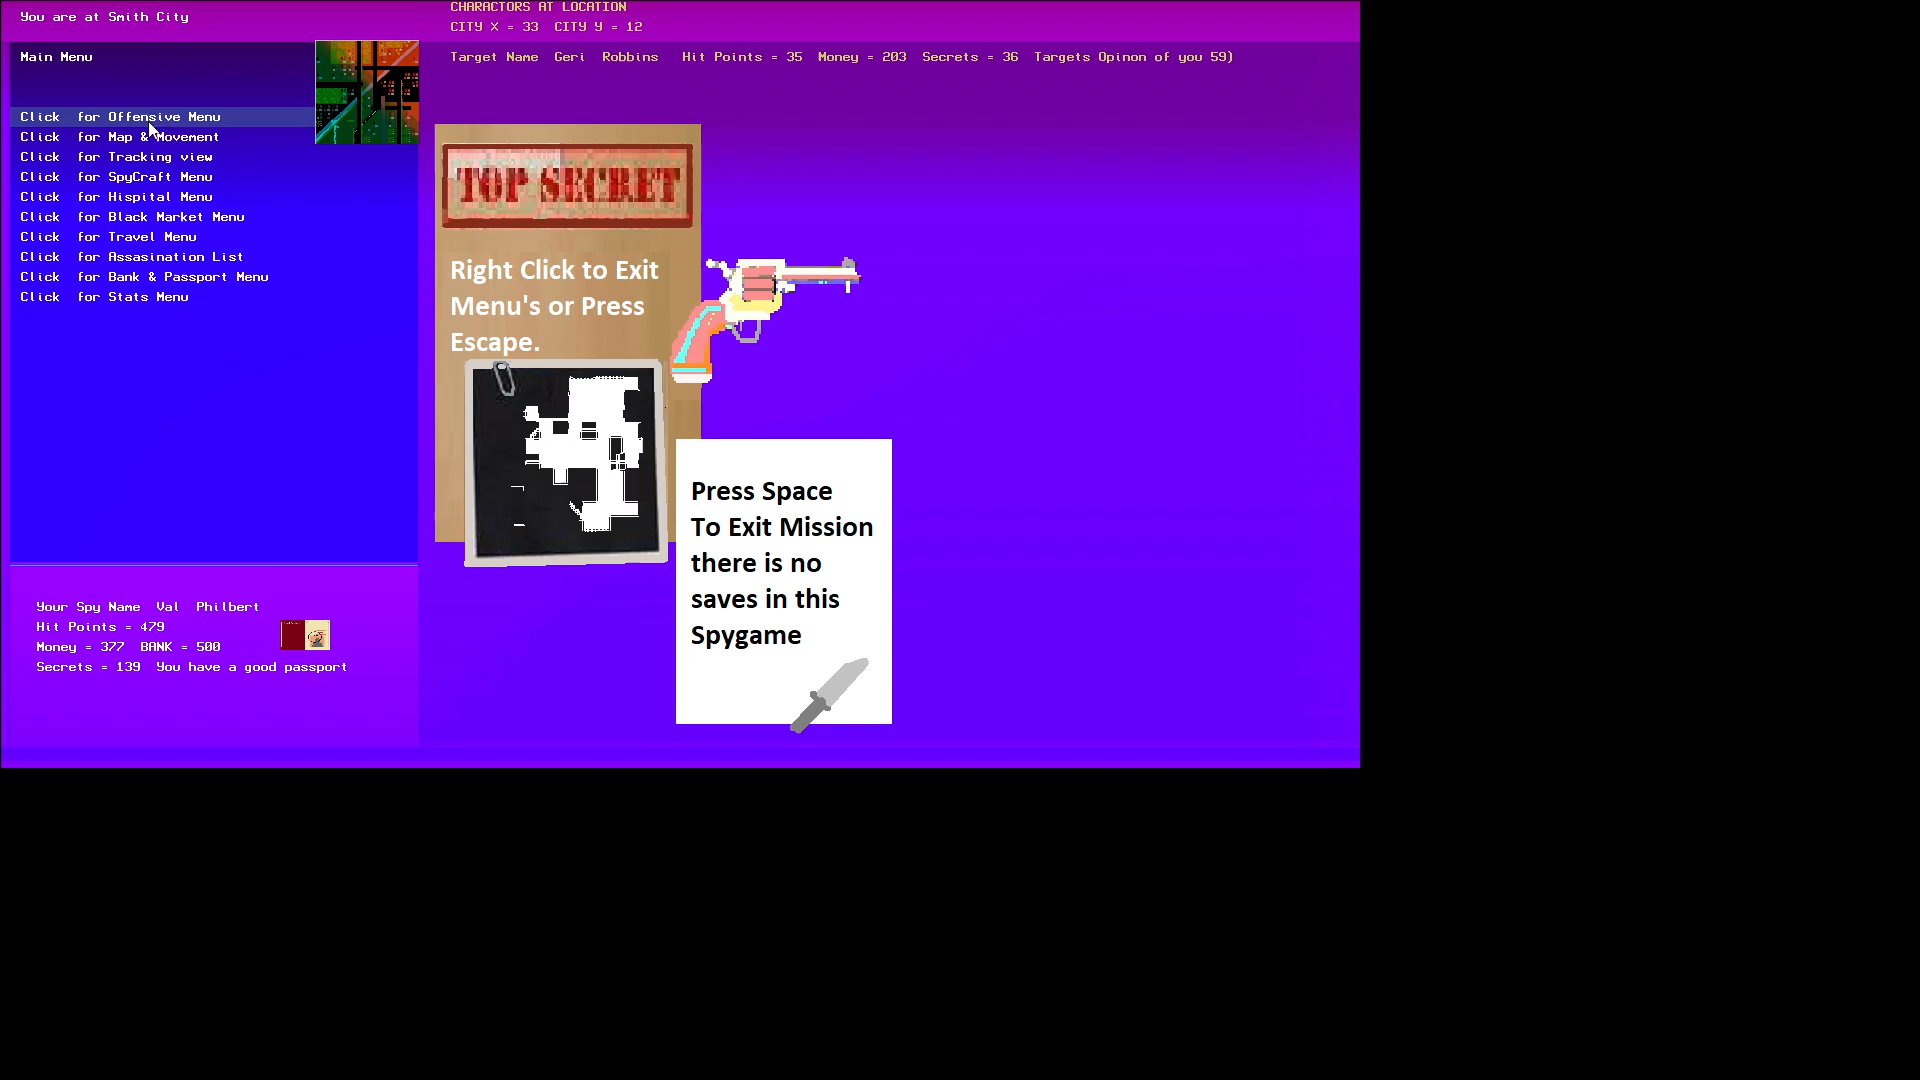 You are at Smith City
CHARACTORS AT LOCATION
CITY X = 33  CITY Y = 12
Main Menu
Target Name  Geri  Robbins  Hit Points = 35  Money = 203  Secrets = 36  Targets Opinon of you 59)
Click  for Offensive Menu
Click  for Map & Movement
Click  for Tracking view
Click  for SpyCraft Menu
Click  for Hispital Menu
Click  for Black Market Menu
Click  for Travel Menu
Click  for Assasination List
Click  for Bank & Passport Menu
Click  for Stats Menu
TOP SECRET
Right Click to Exit
Menu's or Press
Escape.
Press Space
To Exit Mission
there is no
saves in this
Spygame
Your Spy Name  Val  Philbert
Hit Points = 479
Money = 377  BANK = 500
Secrets = 139  You have a good passport